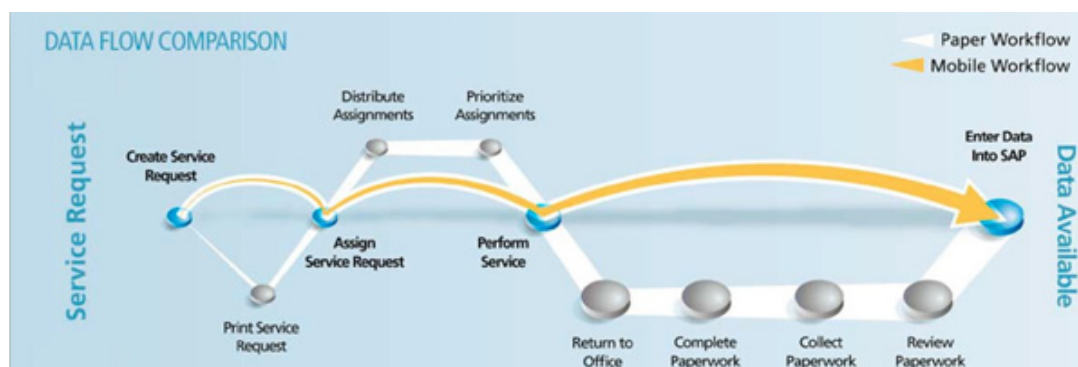 DATA FLOW COMPARISON
Paper Workflow
Mobile Workflow
Service Request
Create Service
Request
Print Service
Request
Assign
Service Request
Distribute
Assignments
Prioritize
Assignments
Perform
Service
Return to
Office
Complete
Paperwork
Collect
Paperwork
Review
Paperwork
Enter Data
Into SAP
Data Available